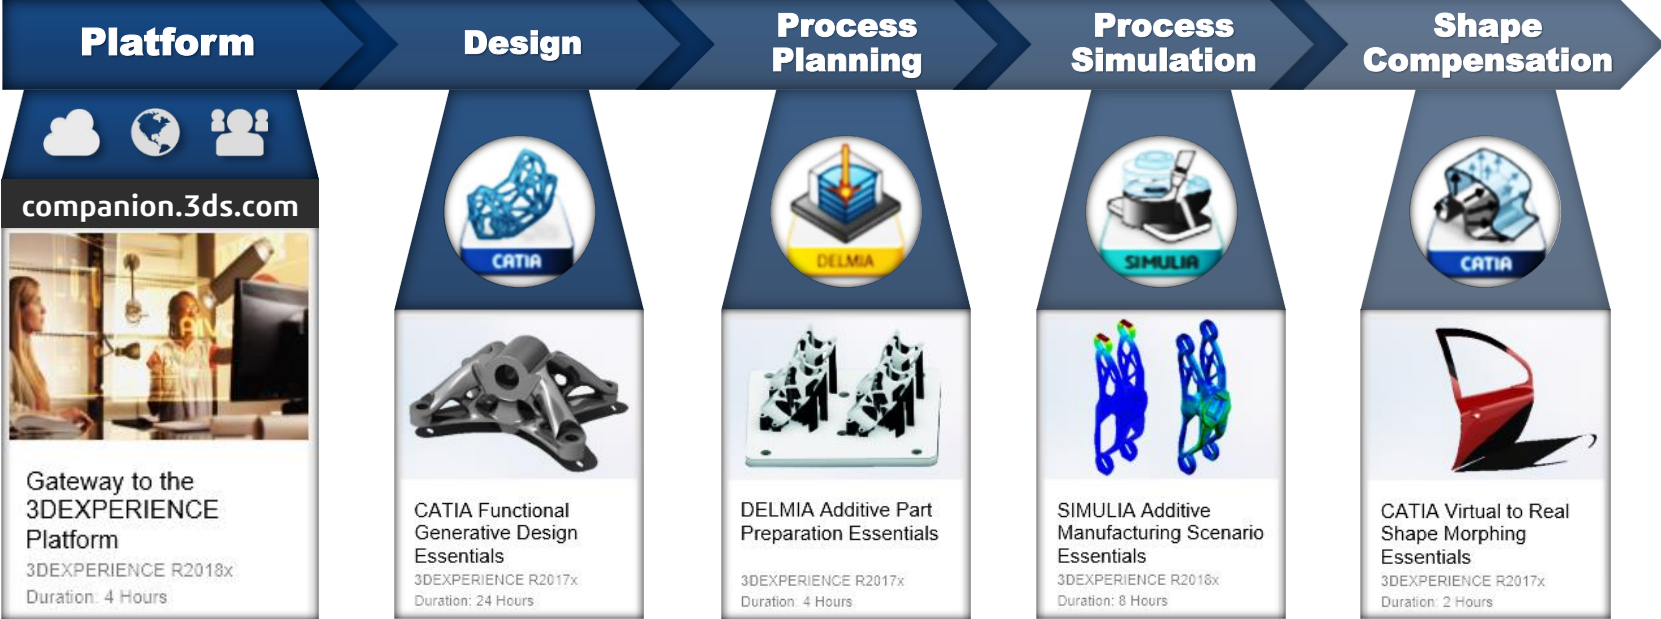 Platform
Design
Process
Planning
Process
Simulation
Shape
Compensation
companion.3ds.com
Gateway to the
3DEXPERIENCE
Platform
3DEXPERIENCE R2018x
Duration: 4 Hours
CATIA
CATIA Functional
Generative Design
Essentials
3DEXPERIENCE R2017x
Duration: 24 Hours
DELMIA
DELMIA Additive Part
Preparation Essentials
3DEXPERIENCE R2017x
Duration: 4 Hours
SIMULIA
SIMULIA Additive
Manufacturing Scenario
Essentials
3DEXPERIENCE R2018x
Duration: 8 Hours
CATIA
CATIA Virtual to Real
Shape Morphing
Essentials
3DEXPERIENCE R2017x
Duration: 2 Hours